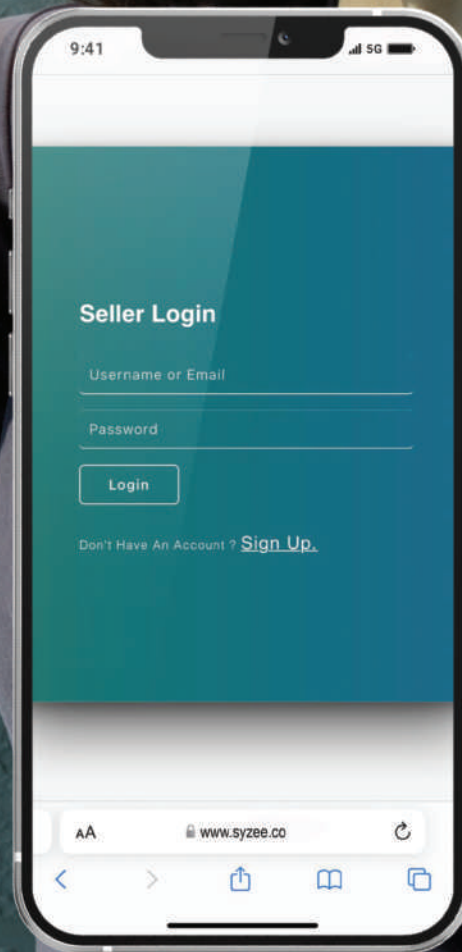 9:41
5G
Seller Login
Username or Email
Password
Login
Don't Have An Account ? Sign Up.
AA
www.syzee.co